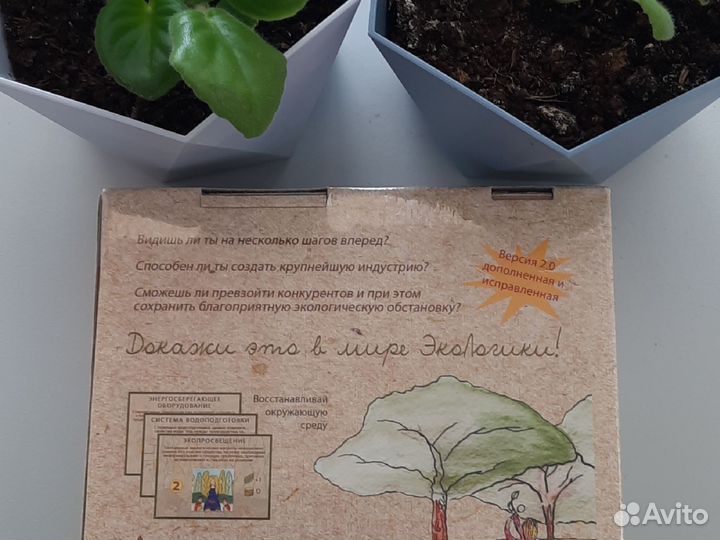 Видишь ли ты на несколько шагов вперед?
Способен ли ты создать крупнейшую индустрию?
Сможешь ли превзойти конкурентов и при этом
сохранить благоприятную экологическую обстановку?
Версия 2.0
дополненная и
исправленная
Докажи это в мире ЭкоЛогики!
ЭНЕРГОСБЕРЕГАЮЩЕЕ
ОБОРУДОВАНИЕ
СИСТЕМА ВОДОПОДГОТОВКИ
ЭКОПРОСВЕЩЕНИЕ
2
+1
0
Восстанавливай
окружающую
среду
Avito